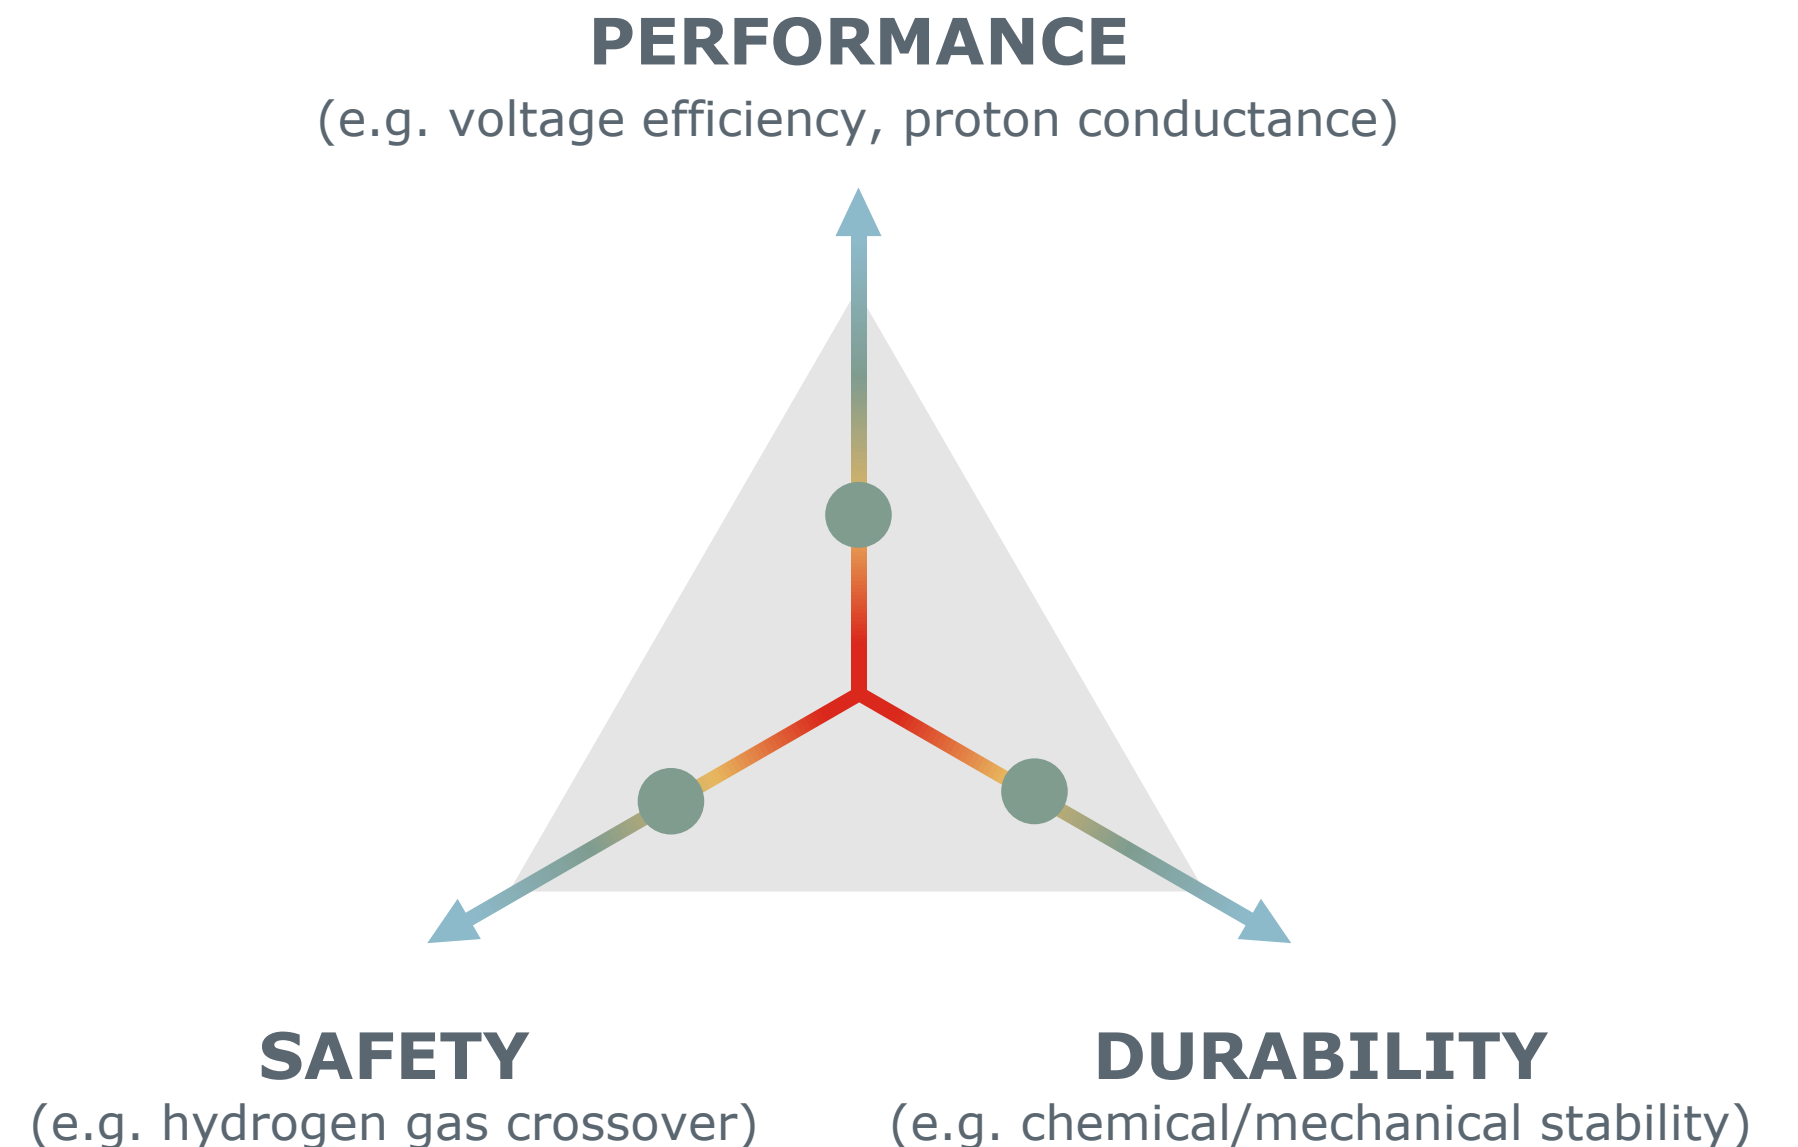 PERFORMANCE
(e.g. voltage efficiency, proton conductance)
SAFETY
(e.g. hydrogen gas crossover)
DURABILITY
(e.g. chemical/mechanical stability)